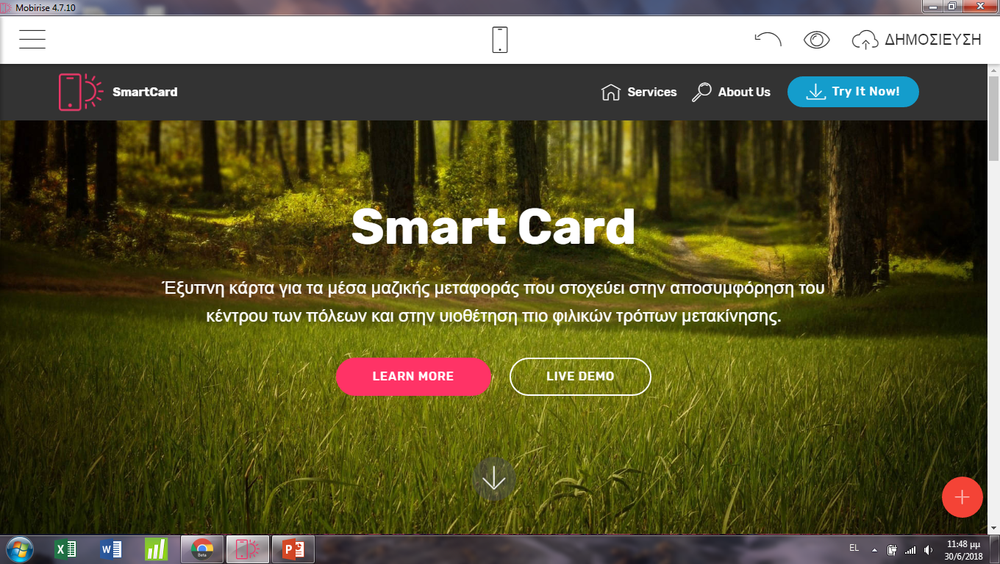 Mobirise 4.7.10
ΔΗΜΟΣΙΕΥΣΗ
SmartCard
Services
About Us
Try It Now!
Smart Card
Έξυπνη κάρτα για τα μέσα μαζικής μεταφοράς που στοχεύει στην αποσυμφόρηση του
κέντρου των πόλεων και στην υιοθέτηση πιο φιλικών τρόπων μετακίνησης.
LEARN MORE
LIVE DEMO
Beta
EL
11:48 μμ
30/6/2018